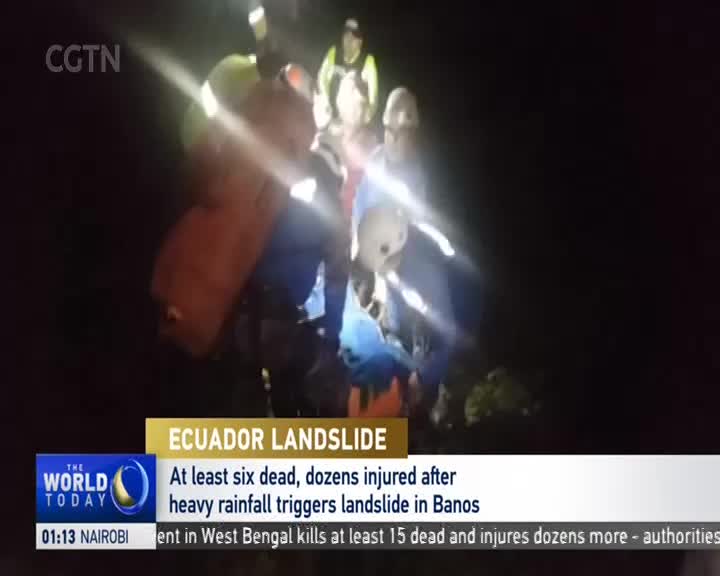 CGTN
ECUADOR LANDSLIDE
At least six dead, dozens injured after
heavy rainfall triggers landslide in Banos
THE
WORLD
TODAY
01:13 NAIROBI
ent in West Bengal kills at least 15 dead and injures dozens more - authorities